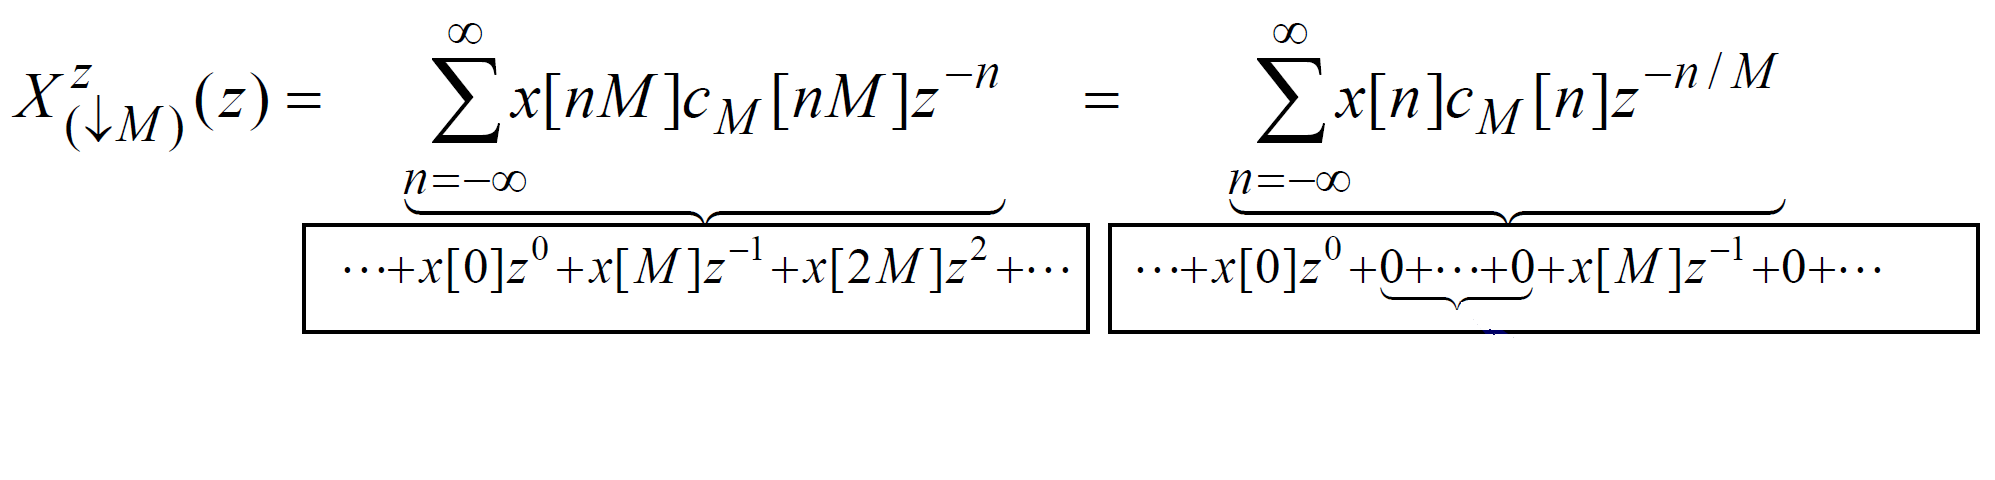 X^z_{(↓M)}(z) = ∑_{n=−∞}^{∞} x[nM]c_M[nM]z^{−n} = ∑_{n=−∞}^{∞} x[n]c_M[n]z^{−n/M}
⋯+x[0]z^0+x[M]z^{−1}+x[2M]z^2+⋯ ⋯+x[0]z^0+0+⋯+0+x[M]z^{−1}+0+⋯